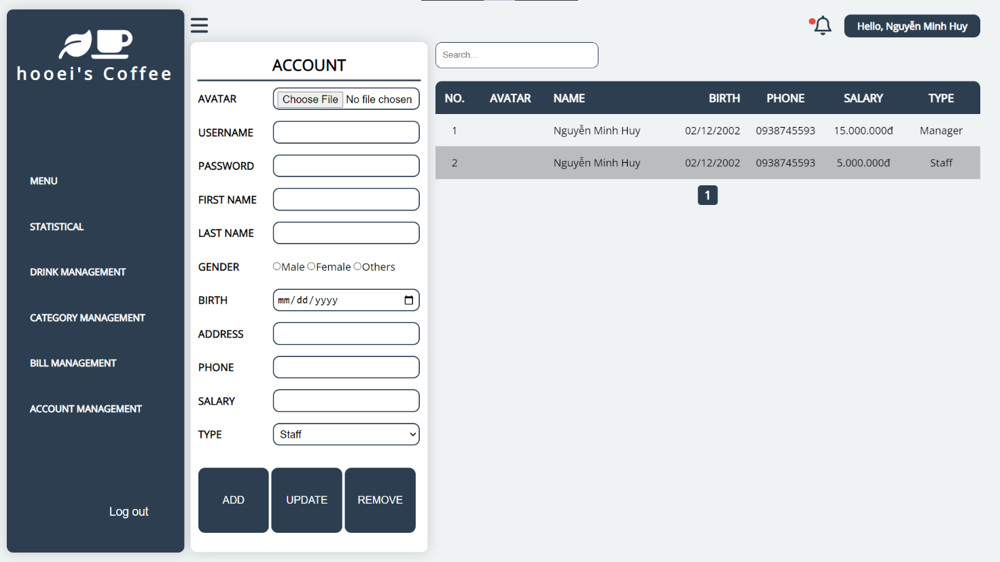 hooei's Coffee
MENU
STATISTICAL
DRINK MANAGEMENT
CATEGORY MANAGEMENT
BILL MANAGEMENT
ACCOUNT MANAGEMENT
Log out
ACCOUNT
AVATAR Choose File No file chosen
USERNAME
PASSWORD
FIRST NAME
LAST NAME
GENDER Male Female Others
BIRTH mm/dd/yyyy
ADDRESS
PHONE
SALARY
TYPE Staff
ADD UPDATE REMOVE
Hello, Nguyễn Minh Huy
Search...
NO. AVATAR NAME BIRTH PHONE SALARY TYPE
1 Nguyễn Minh Huy 02/12/2002 0938745593 15.000.000đ Manager
2 Nguyễn Minh Huy 02/12/2002 0938745593 5.000.000đ Staff
1